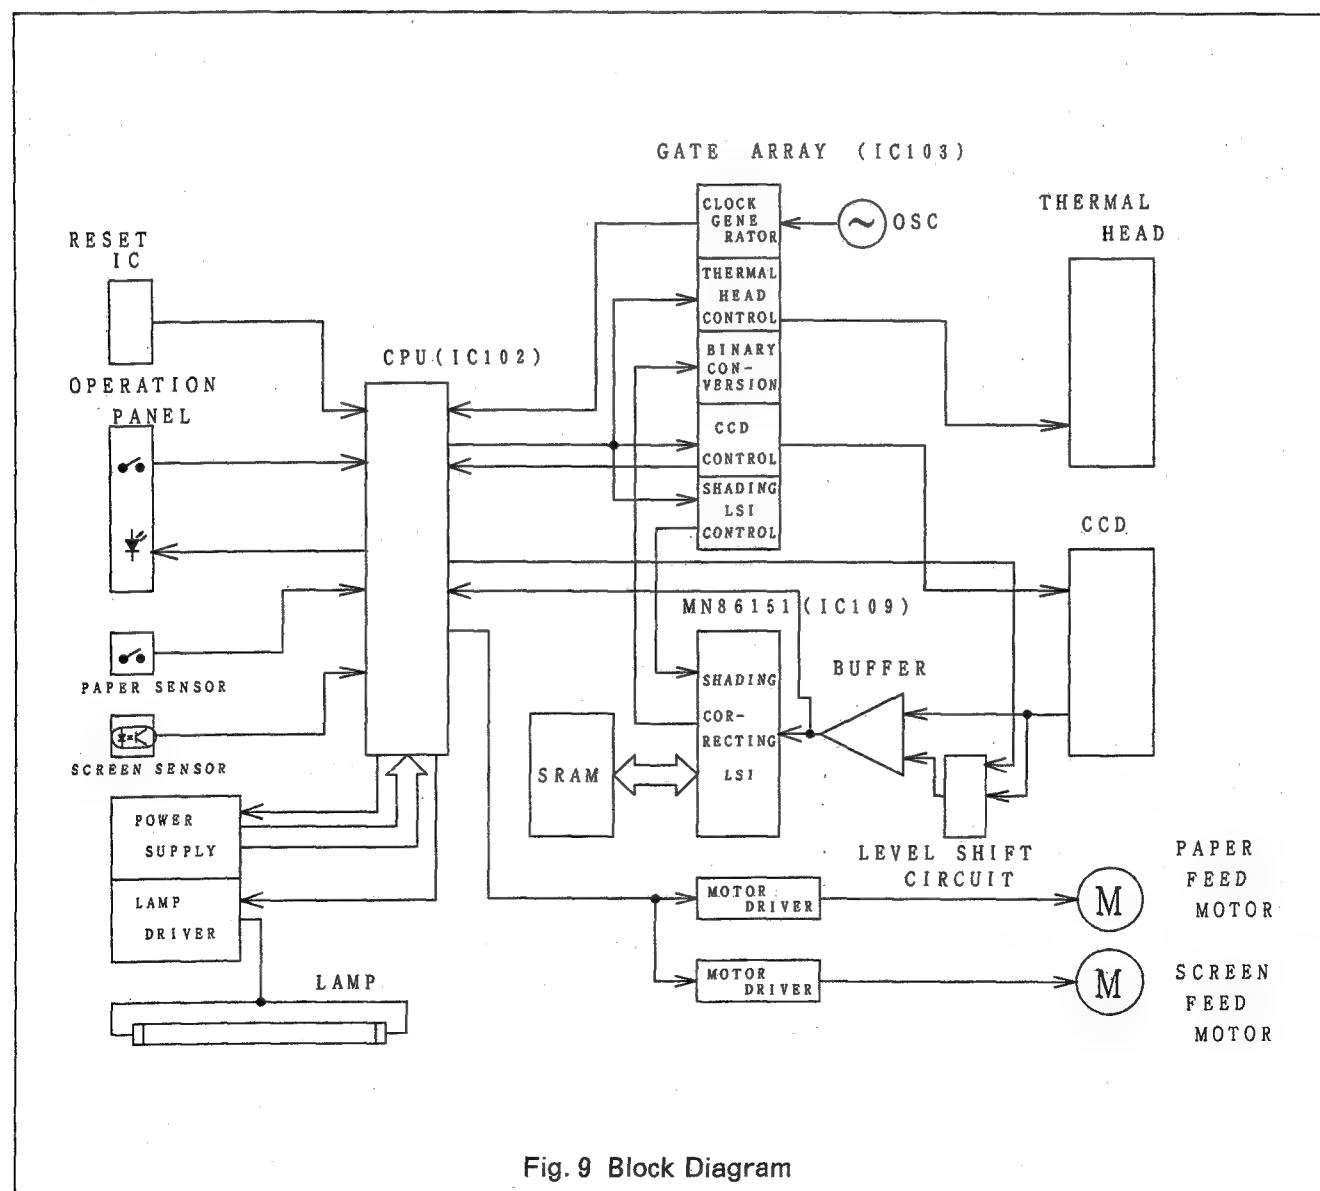 GATE ARRAY (IC103)
CLOCK
GENE
RATOR
OSC
THERMAL
HEAD
RESET
IC
THERMAL
HEAD
CONTROL
CPU(IC102)
BINARY
CON-
VERSION
OPERATION
PANEL
CCD
CONTROL
SHADING
LSI
CONTROL
CCD
MN86151(IC109)
BUFFER
SHADING
COR-
RECTING
LSI
PAPER SENSOR
SCREEN SENSOR
SRAM
POWER
SUPPLY
LAMP
DRIVER
LEVEL SHIFT
CIRCUIT
MOTOR
DRIVER
M
PAPER
FEED
MOTOR
MOTOR
DRIVER
M
SCREEN
FEED
MOTOR
LAMP
Fig. 9 Block Diagram